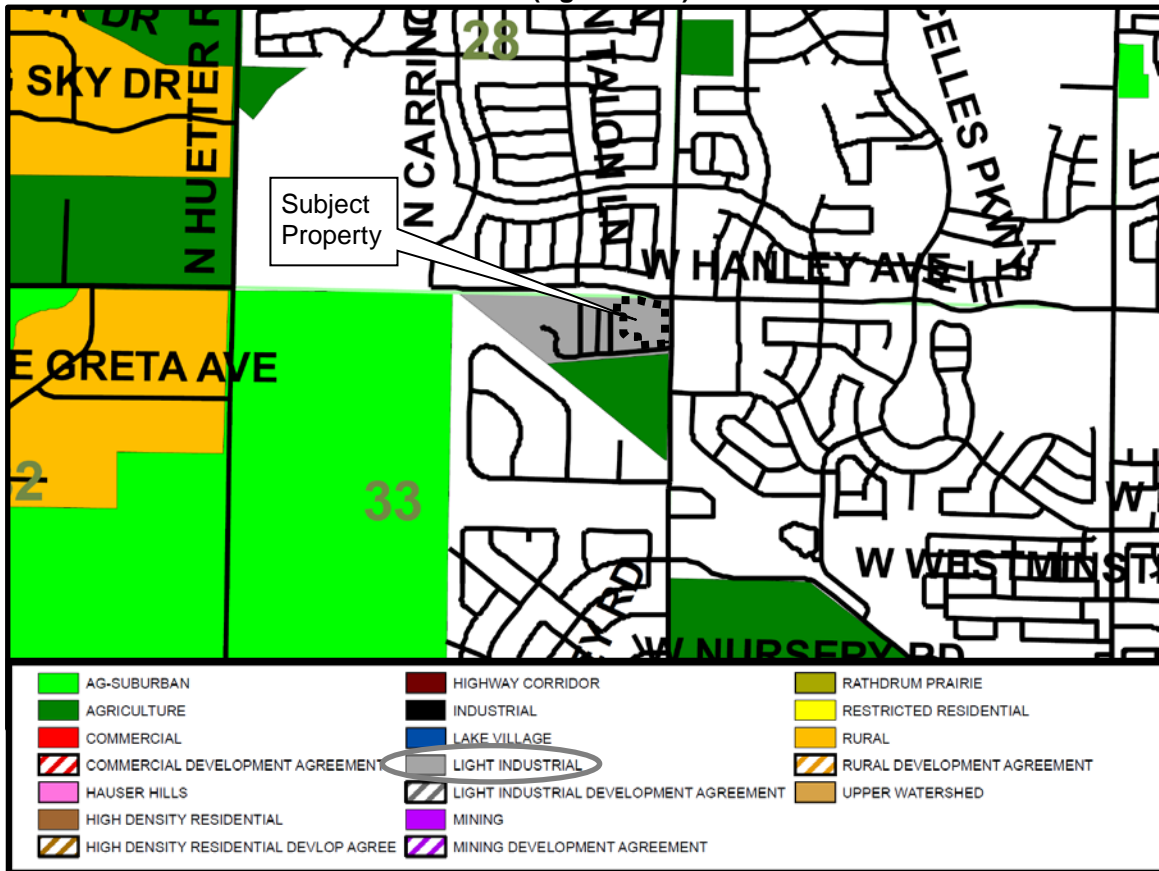 28
SKY DR
N HUETTER R
N CARRING
N TALON LN
CELLES PKWY
Subject
Property
W HANLEY AVE
E GRETA AVE
33
W WESTMINST
Y RD
W NURSERY RD
AG-SUBURBAN
AGRICULTURE
COMMERCIAL
COMMERCIAL DEVELOPMENT AGREEMENT
HAUSER HILLS
HIGH DENSITY RESIDENTIAL
HIGH DENSITY RESIDENTIAL DEVLOP AGREE
HIGHWAY CORRIDOR
INDUSTRIAL
LAKE VILLAGE
LIGHT INDUSTRIAL
LIGHT INDUSTRIAL DEVELOPMENT AGREEMENT
MINING
MINING DEVELOPMENT AGREEMENT
RATHDRUM PRAIRIE
RESTRICTED RESIDENTIAL
RURAL
RURAL DEVELOPMENT AGREEMENT
UPPER WATERSHED